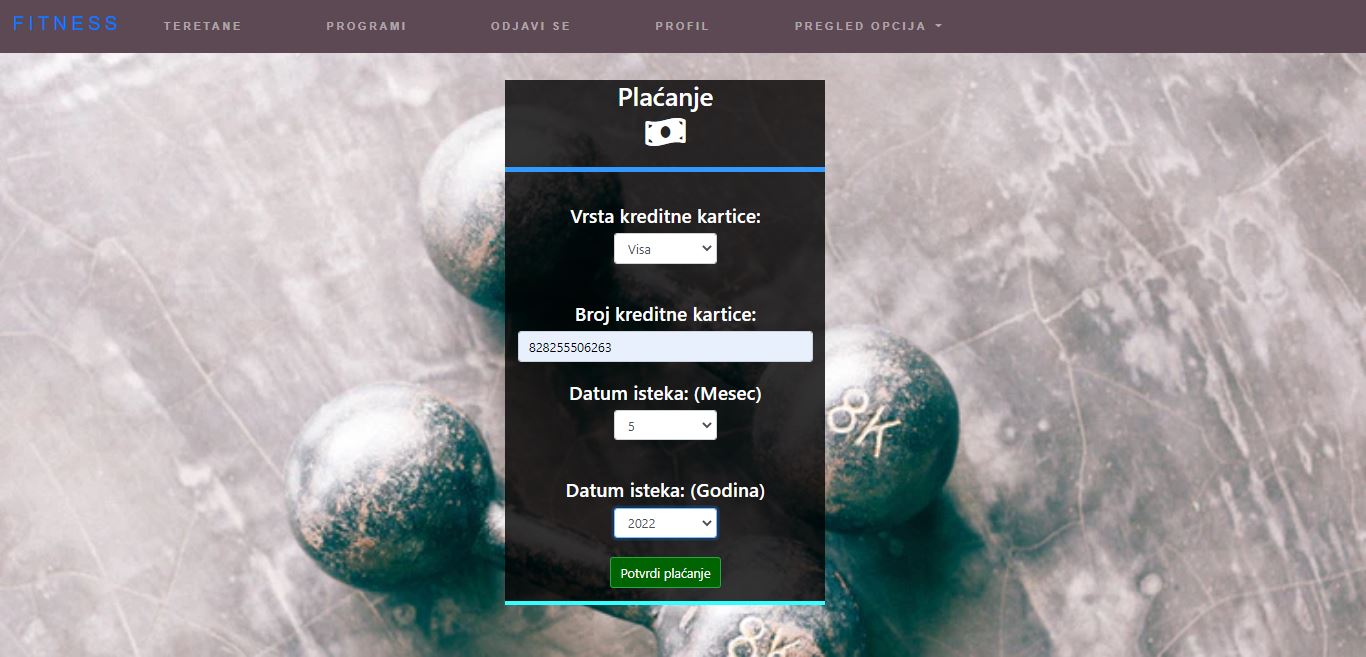 FITNESS TERETANE PROGRAMI ODJAVI SE PROFIL PREGLED OPCIJA
Plaćanje
Vrsta kreditne kartice:
Visa
Broj kreditne kartice:
828255506263
Datum isteka: (Mesec)
5
8K
Datum isteka: (Godina)
2022
Potvrdi plaćanje
8K